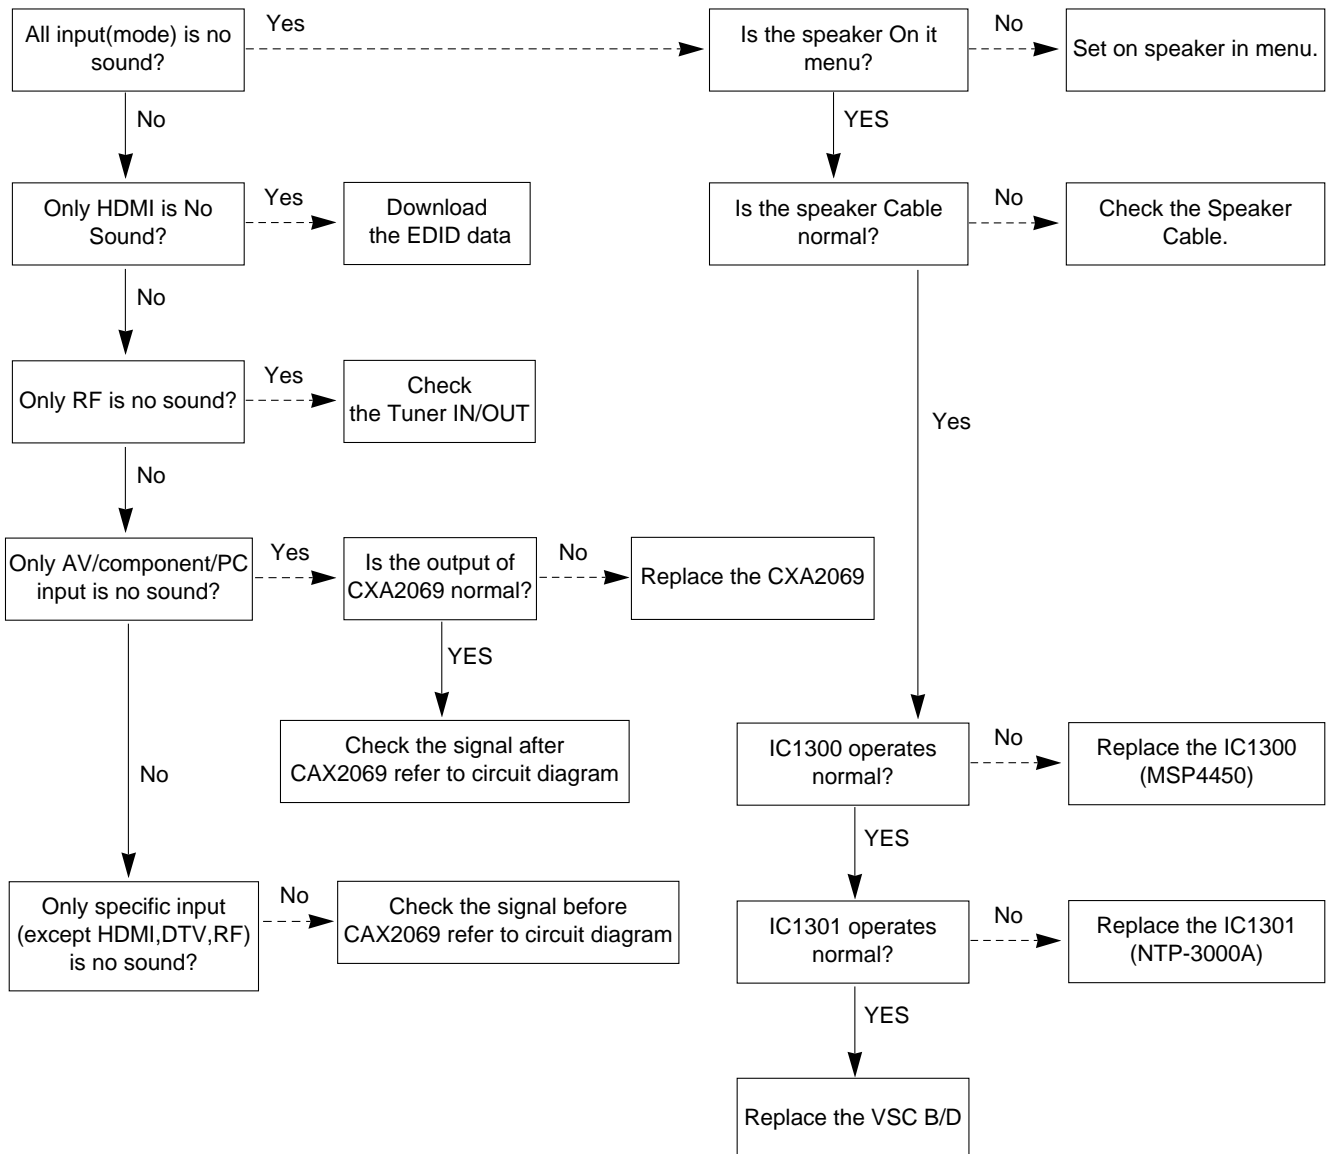 All input(mode) is no
sound?
Yes
Is the speaker On it
menu?
No
Set on speaker in menu.
No
YES
Only HDMI is No
Sound?
Yes
Download
the EDID data
Is the speaker Cable
normal?
No
Check the Speaker
Cable.
No
Only RF is no sound?
Yes
Check
the Tuner IN/OUT
Yes
No
Only AV/component/PC
input is no sound?
Yes
Is the output of
CXA2069 normal?
No
Replace the CXA2069
YES
Check the signal after
CAX2069 refer to circuit diagram
No
IC1300 operates
normal?
No
Replace the IC1300
(MSP4450)
YES
Only specific input
(except HDMI,DTV,RF)
is no sound?
No
Check the signal before
CAX2069 refer to circuit diagram
IC1301 operates
normal?
No
Replace the IC1301
(NTP-3000A)
YES
Replace the VSC B/D